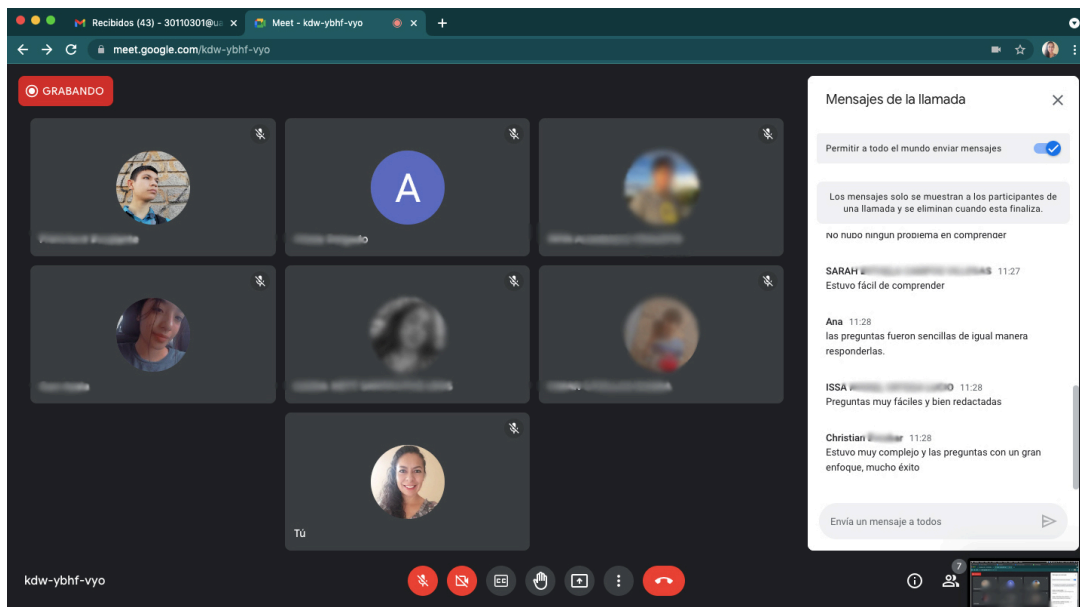 Recibidos (43) - 30110301@ua
Meet - kdw-ybhf-vyo
meet.google.com/kdw-ybhf-vyo
GRABANDO
A
Tú
kdw-ybhf-vyo
CC
7
Mensajes de la llamada
Permitir a todo el mundo enviar mensajes
Los mensajes solo se muestran a los participantes de
una llamada y se eliminan cuando esta finaliza.
No hubo ningun problema en comprender
SARAH 11:27
Estuvo fácil de comprender
Ana 11:28
las preguntas fueron sencillas de igual manera
responderlas.
ISSA 11:28
Preguntas muy fáciles y bien redactadas
Christian 11:28
Estuvo muy complejo y las preguntas con un gran
enfoque, mucho éxito
Envía un mensaje a todos